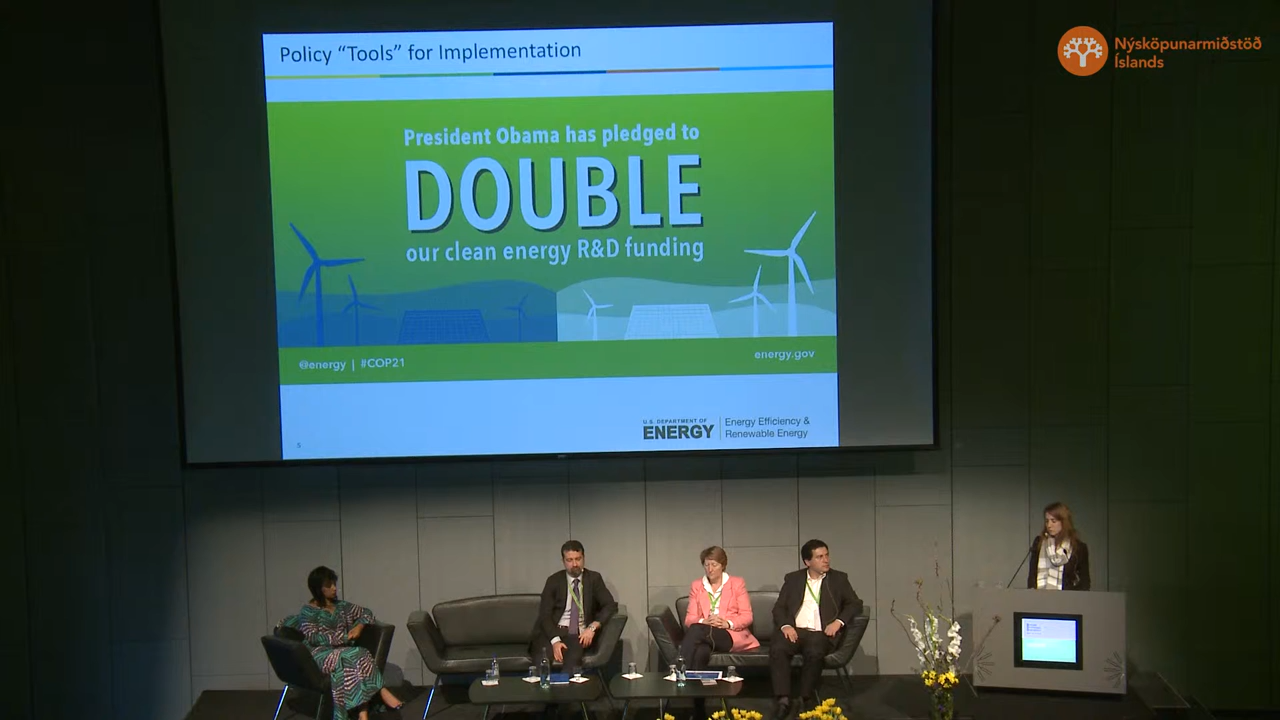 Policy “Tools” for Implementation
President Obama has pledged to
DOUBLE
our clean energy R&D funding
@energy | #COP21
energy.gov
U.S. DEPARTMENT OF
ENERGY
Energy Efficiency &
Renewable Energy
5
Nýsköpunarmiðstöð
Íslands